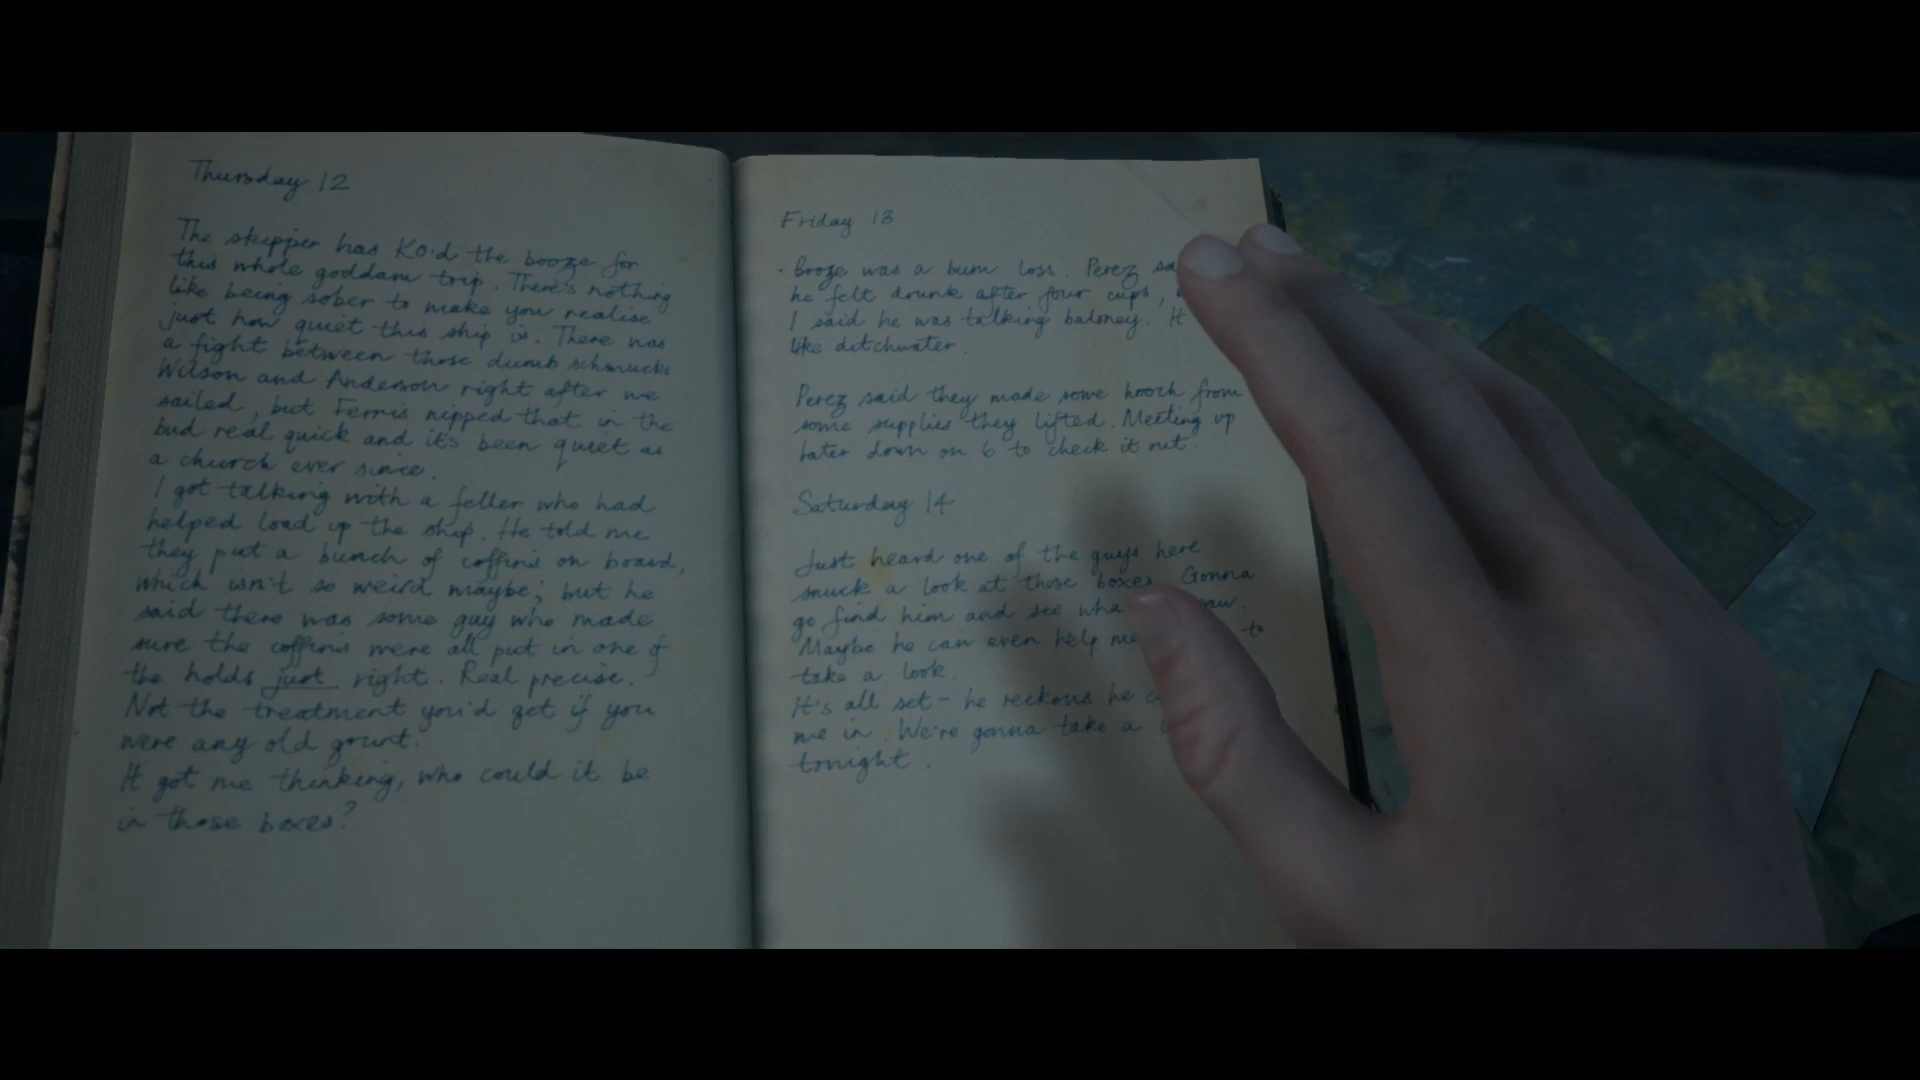 Thursday 12
The skipper has KO'd the booze for
this whole goddam trip. There's nothing
like being sober to make you realise
just how quiet this ship is. There was
a fight between those dumb schmucks
Wilson and Anderson right after we
sailed, but Ferris nipped that in the
bud real quick and it's been quiet as
a church ever since.
I got talking with a feller who had
helped load up the ship. He told me
they put a bunch of coffins on board,
which isn't so weird maybe; but he
said there was some guy who made
sure the coffins were all put in one of
the holds just right. Real precise.
Not the treatment you'd get if you
were any old grunt.
It got me thinking, who could it be
in those boxes?
Friday 13
Booze was a bum loss. Perez
he felt drunk after four cups,
I said he was talking baloney. It
like ditchwater.
Perez said they made some hooch from
some supplies they lifted. Meeting up
later down on 6 to check it out.
Saturday 14
Just heard one of the guys here
snuck a look at those boxes. Gonna
go find him and see saw.
Maybe he can even help me to
take a look.
It's all set - he reckons he
me in. We're gonna take a
tonight.